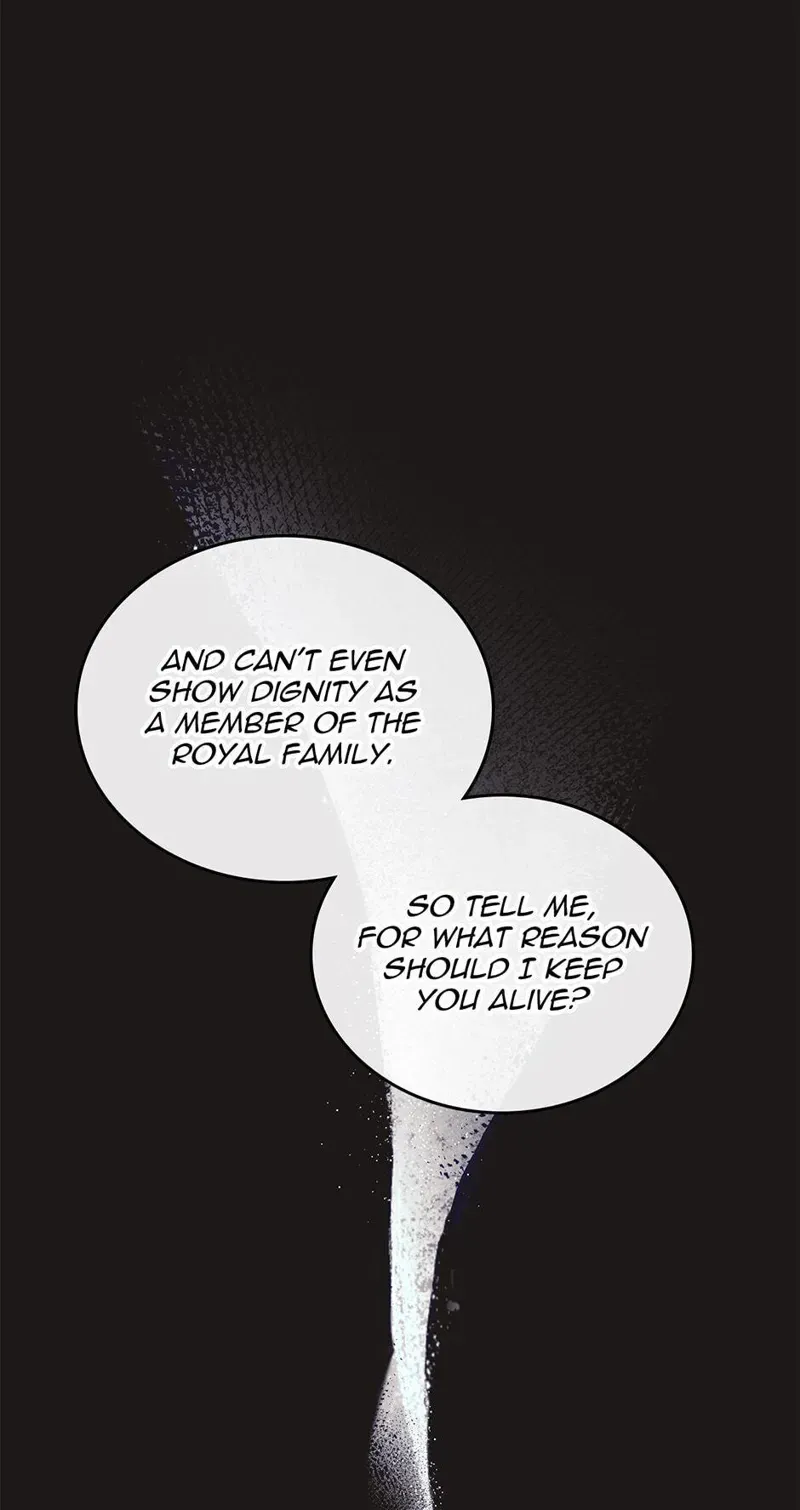 AND CAN'T EVEN
SHOW DIGNITY AS
A MEMBER OF THE
ROYAL FAMILY.
SO TELL ME,
FOR WHAT REASON
SHOULD I KEEP
YOU ALIVE?